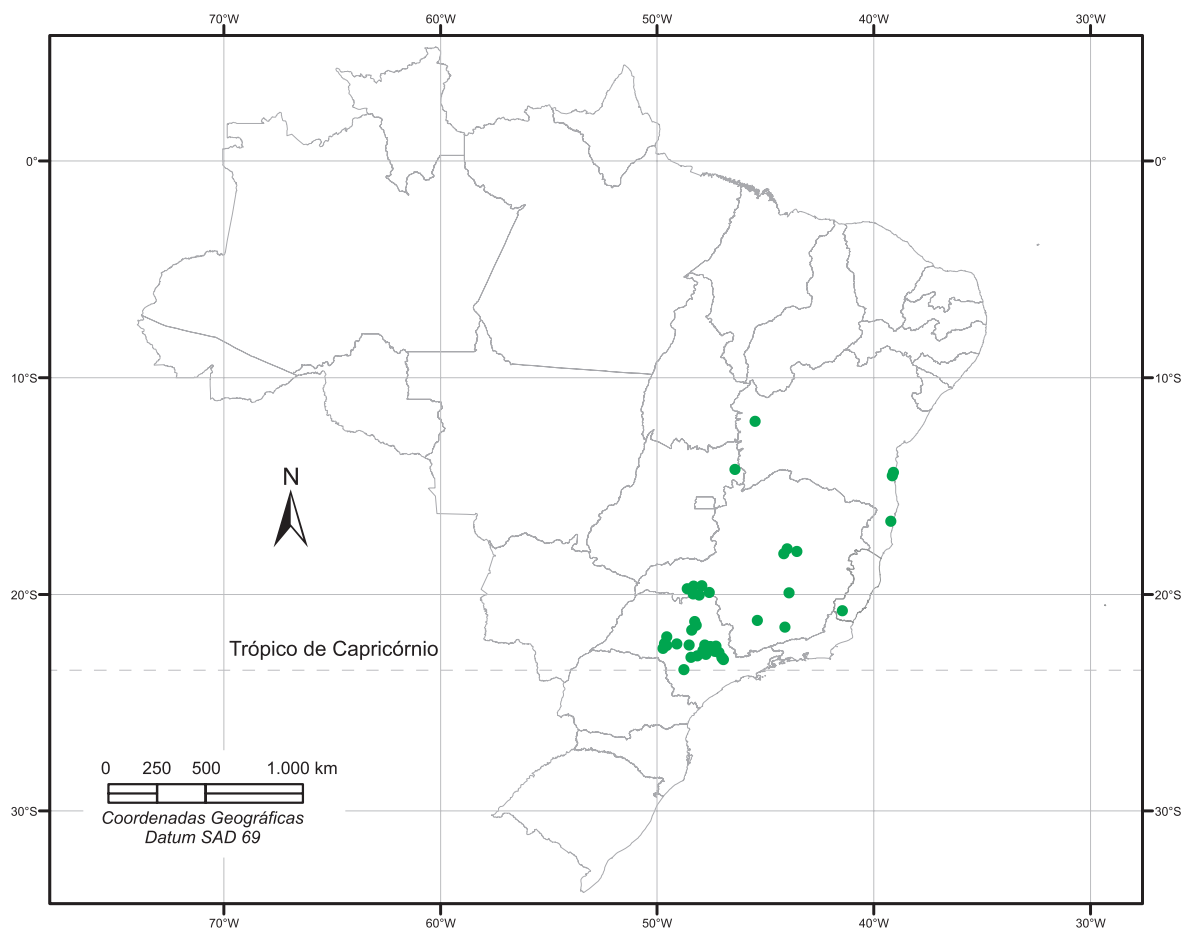 70°W 60°W 50°W 40°W 30°W
0° 0°
10°S 10°S
N
20°S 20°S
Trópico de Capricórnio
0 250 500 1.000 km
Coordenadas Geográficas
Datum SAD 69
30°S 30°S
70°W 60°W 50°W 40°W 30°W